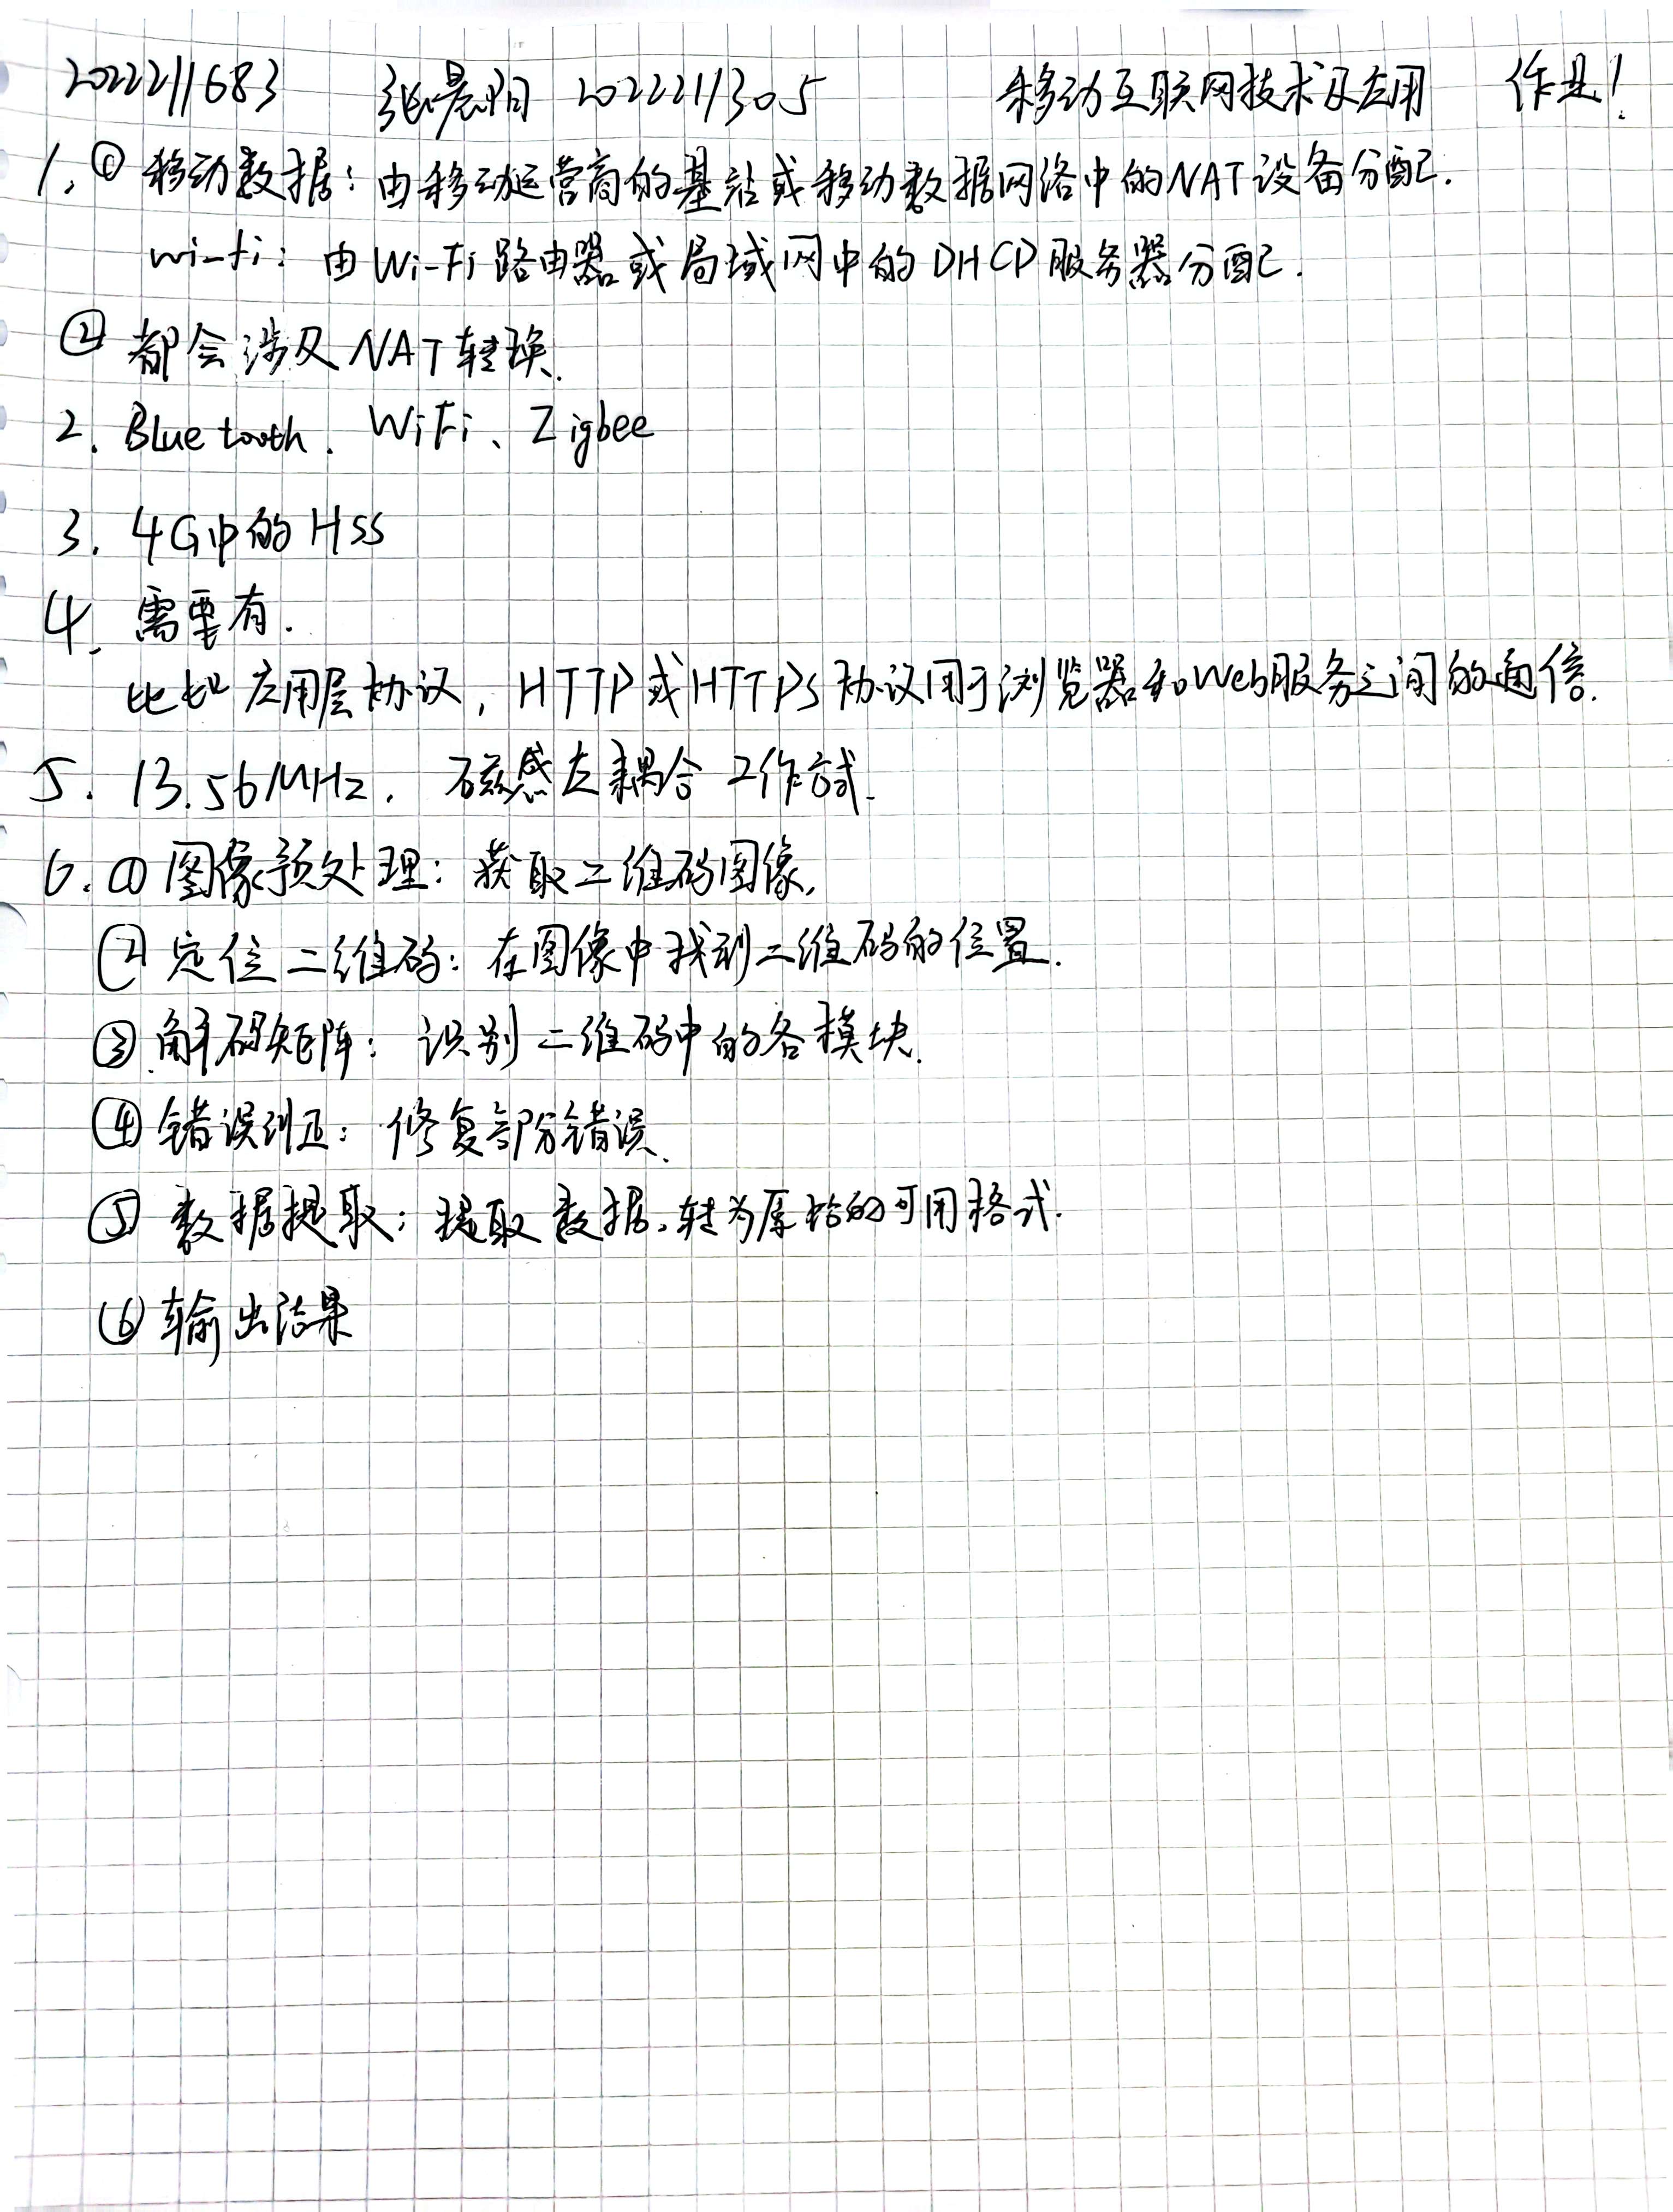 2022211683 张晨阳 2022211305 移动互联网技术及应用 作业1
1. ① 移动数据：由移动运营商的基站或移动数据网络中的NAT设备分配.
wi-fi：由Wi-Fi路由器或局域网中的DHCP服务器分配.
② 都会涉及NAT转换.
2. Bluetooth、WiFi、Zigbee
3. 4G中的HSS
4. 需要有.
比如应用层协议，HTTP或HTTPS协议用于浏览器和Web服务之间的通信.
5. 13.56MHz. 磁感应耦合工作方式.
6. ① 图像预处理：获取二维码图像.
② 定位二维码：在图像中找到二维码的位置.
③ 解码矩阵：识别二维码中的各模块.
④ 错误纠正：修复部分错误.
⑤ 数据提取：提取数据.转为原始的可用格式.
⑥ 输出结果